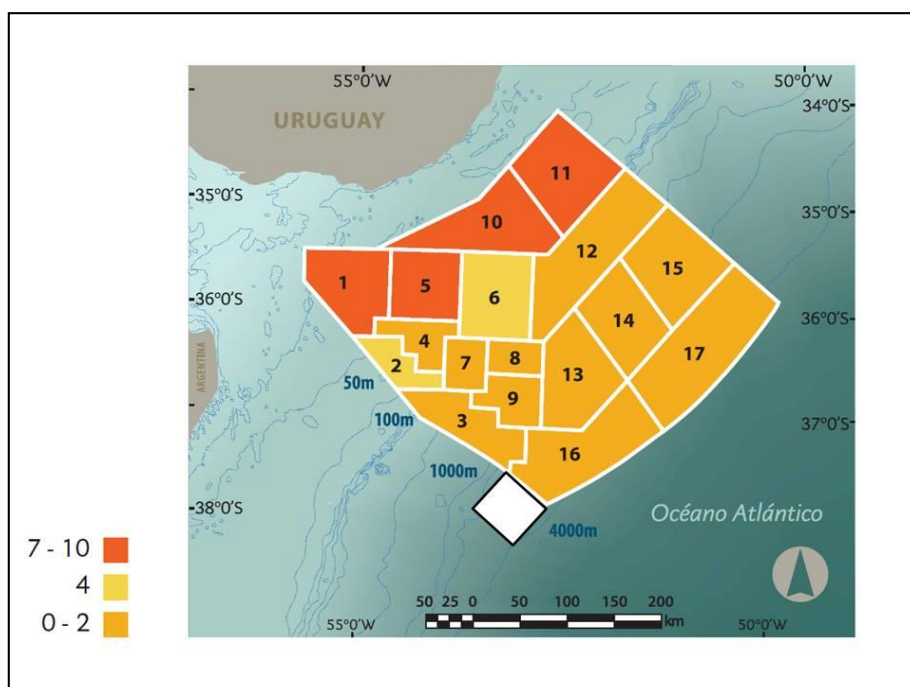 55°0'W
50°0'W
34°0'S
URUGUAY
11
35°0'S
35°0'S
10
12
15
1
5
6
36°0'S
36°0'S
14
17
4
2
7
8
13
ARGENTINA
50m
9
100m
3
37°0'S
16
1000m
38°0'S
4000m
Océano Atlántico
7 - 10
4
0 - 2
50 25 0 50 100 150 200
km
55°0'W
50°0'W